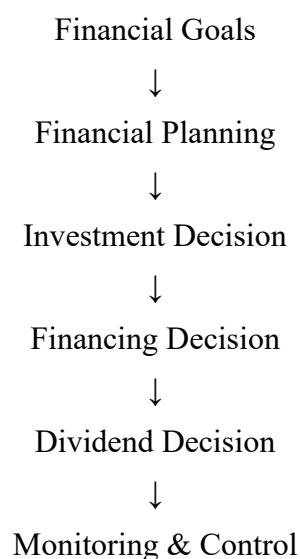 Financial Goals
↓
Financial Planning
↓
Investment Decision
↓
Financing Decision
↓
Dividend Decision
↓
Monitoring & Control